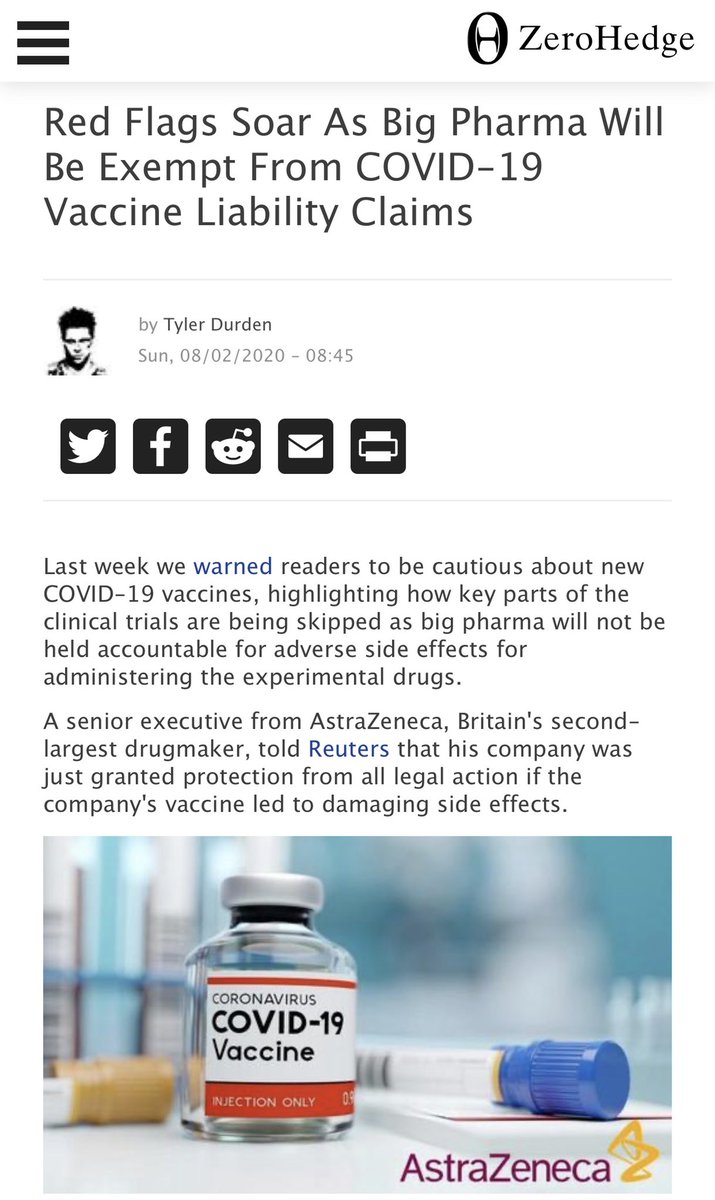 ZeroHedge
Red Flags Soar As Big Pharma Will
Be Exempt From COVID-19
Vaccine Liability Claims
by Tyler Durden
Sun, 08/02/2020 - 08:45
Last week we warned readers to be cautious about new
COVID-19 vaccines, highlighting how key parts of the
clinical trials are being skipped as big pharma will not be
held accountable for adverse side effects for
administering the experimental drugs.
A senior executive from AstraZeneca, Britain's second-
largest drugmaker, told Reuters that his company was
just granted protection from all legal action if the
company's vaccine led to damaging side effects.
CORONAVIRUS
COVID-19
Vaccine
INJECTION ONLY
AstraZeneca